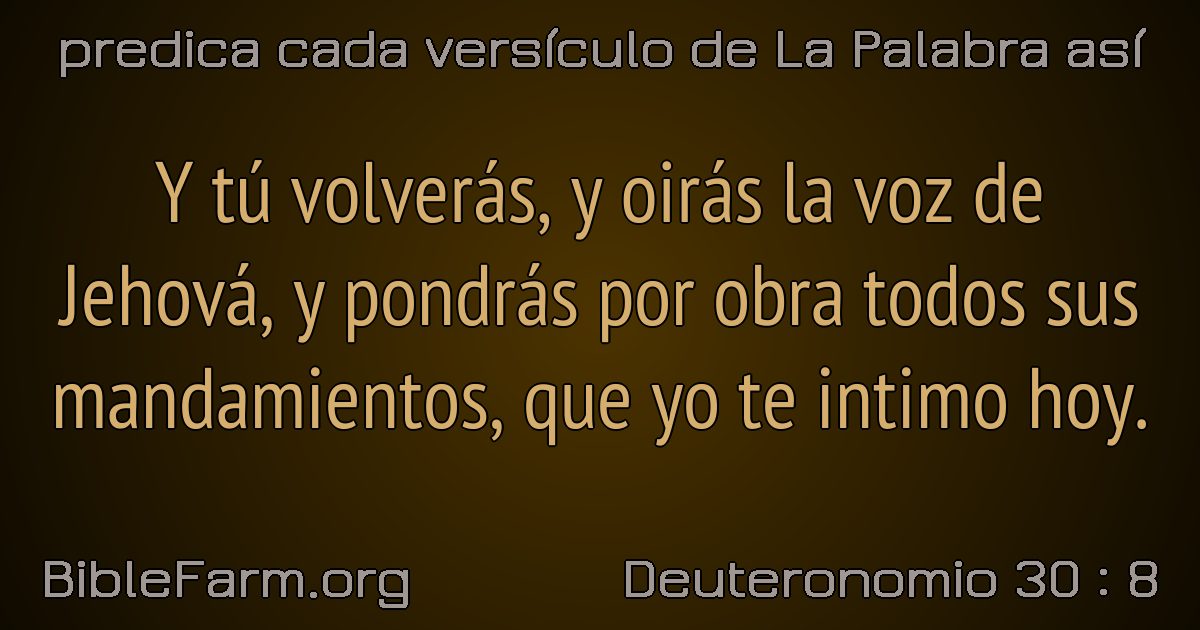 predica cada versículo de La Palabra así
Y tú volverás, y oirás la voz de
Jehová, y pondrás por obra todos sus
mandamientos, que yo te intimo hoy.
BibleFarm.org
Deuteronomio 30 : 8